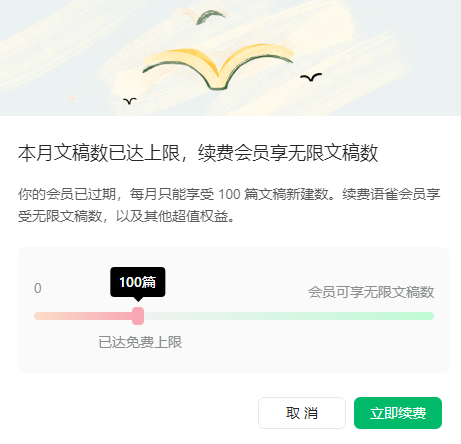 本月文稿数已达上限，续费会员享无限文稿数
你的会员已过期，每月只能享受 100 篇文稿新建数。续费语雀会员享
受无限文稿数，以及其他超值权益。
100篇
0
会员可享无限文稿数
已达免费上限
取 消
立即续费